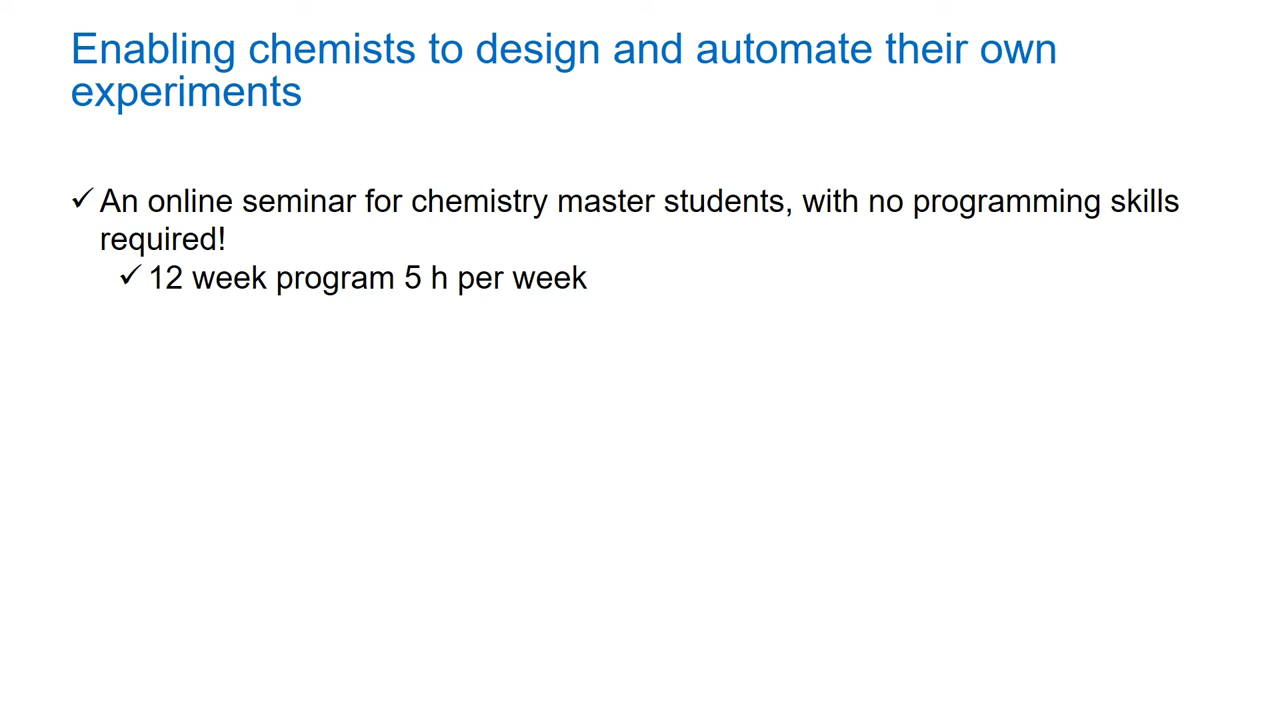 Enabling chemists to design and automate their own
experiments
✓ An online seminar for chemistry master students, with no programming skills
required!
✓ 12 week program 5 h per week